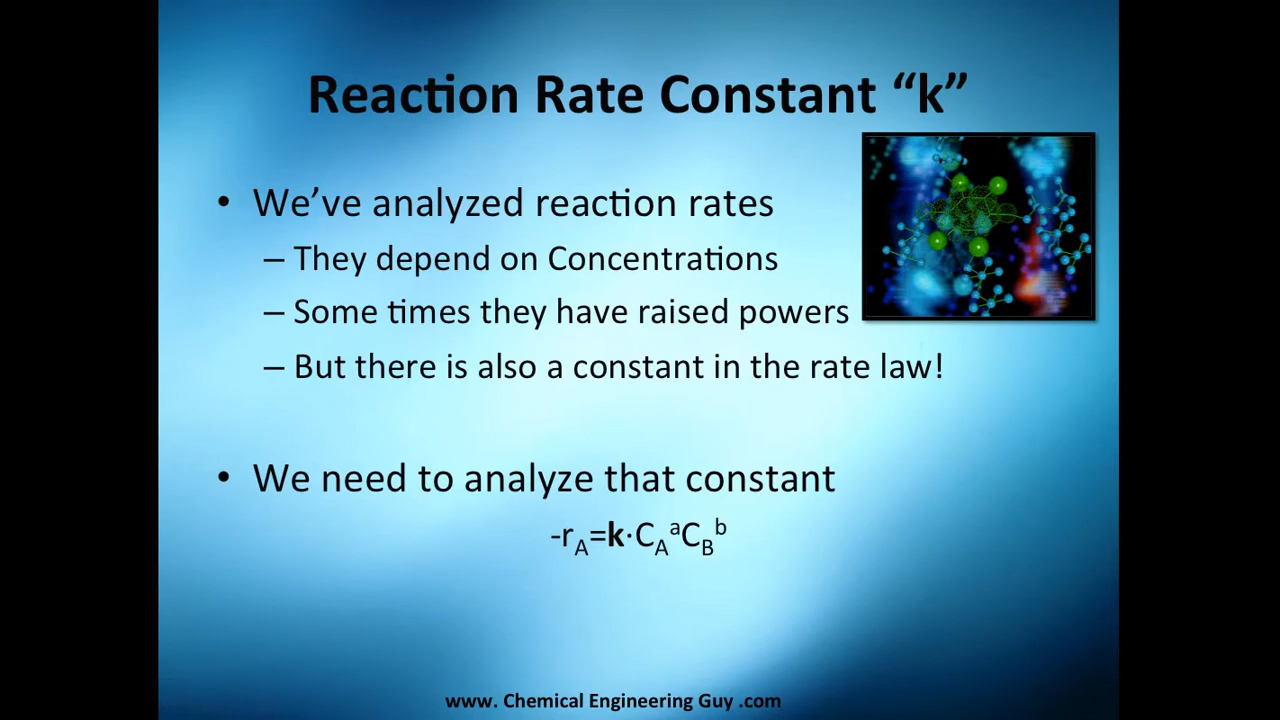 Reaction Rate Constant “k”
• We’ve analyzed reaction rates
– They depend on Concentrations
– Some times they have raised powers
– But there is also a constant in the rate law!
• We need to analyze that constant
-rA=k·CAᵃCBᵇ
www. Chemical Engineering Guy .com